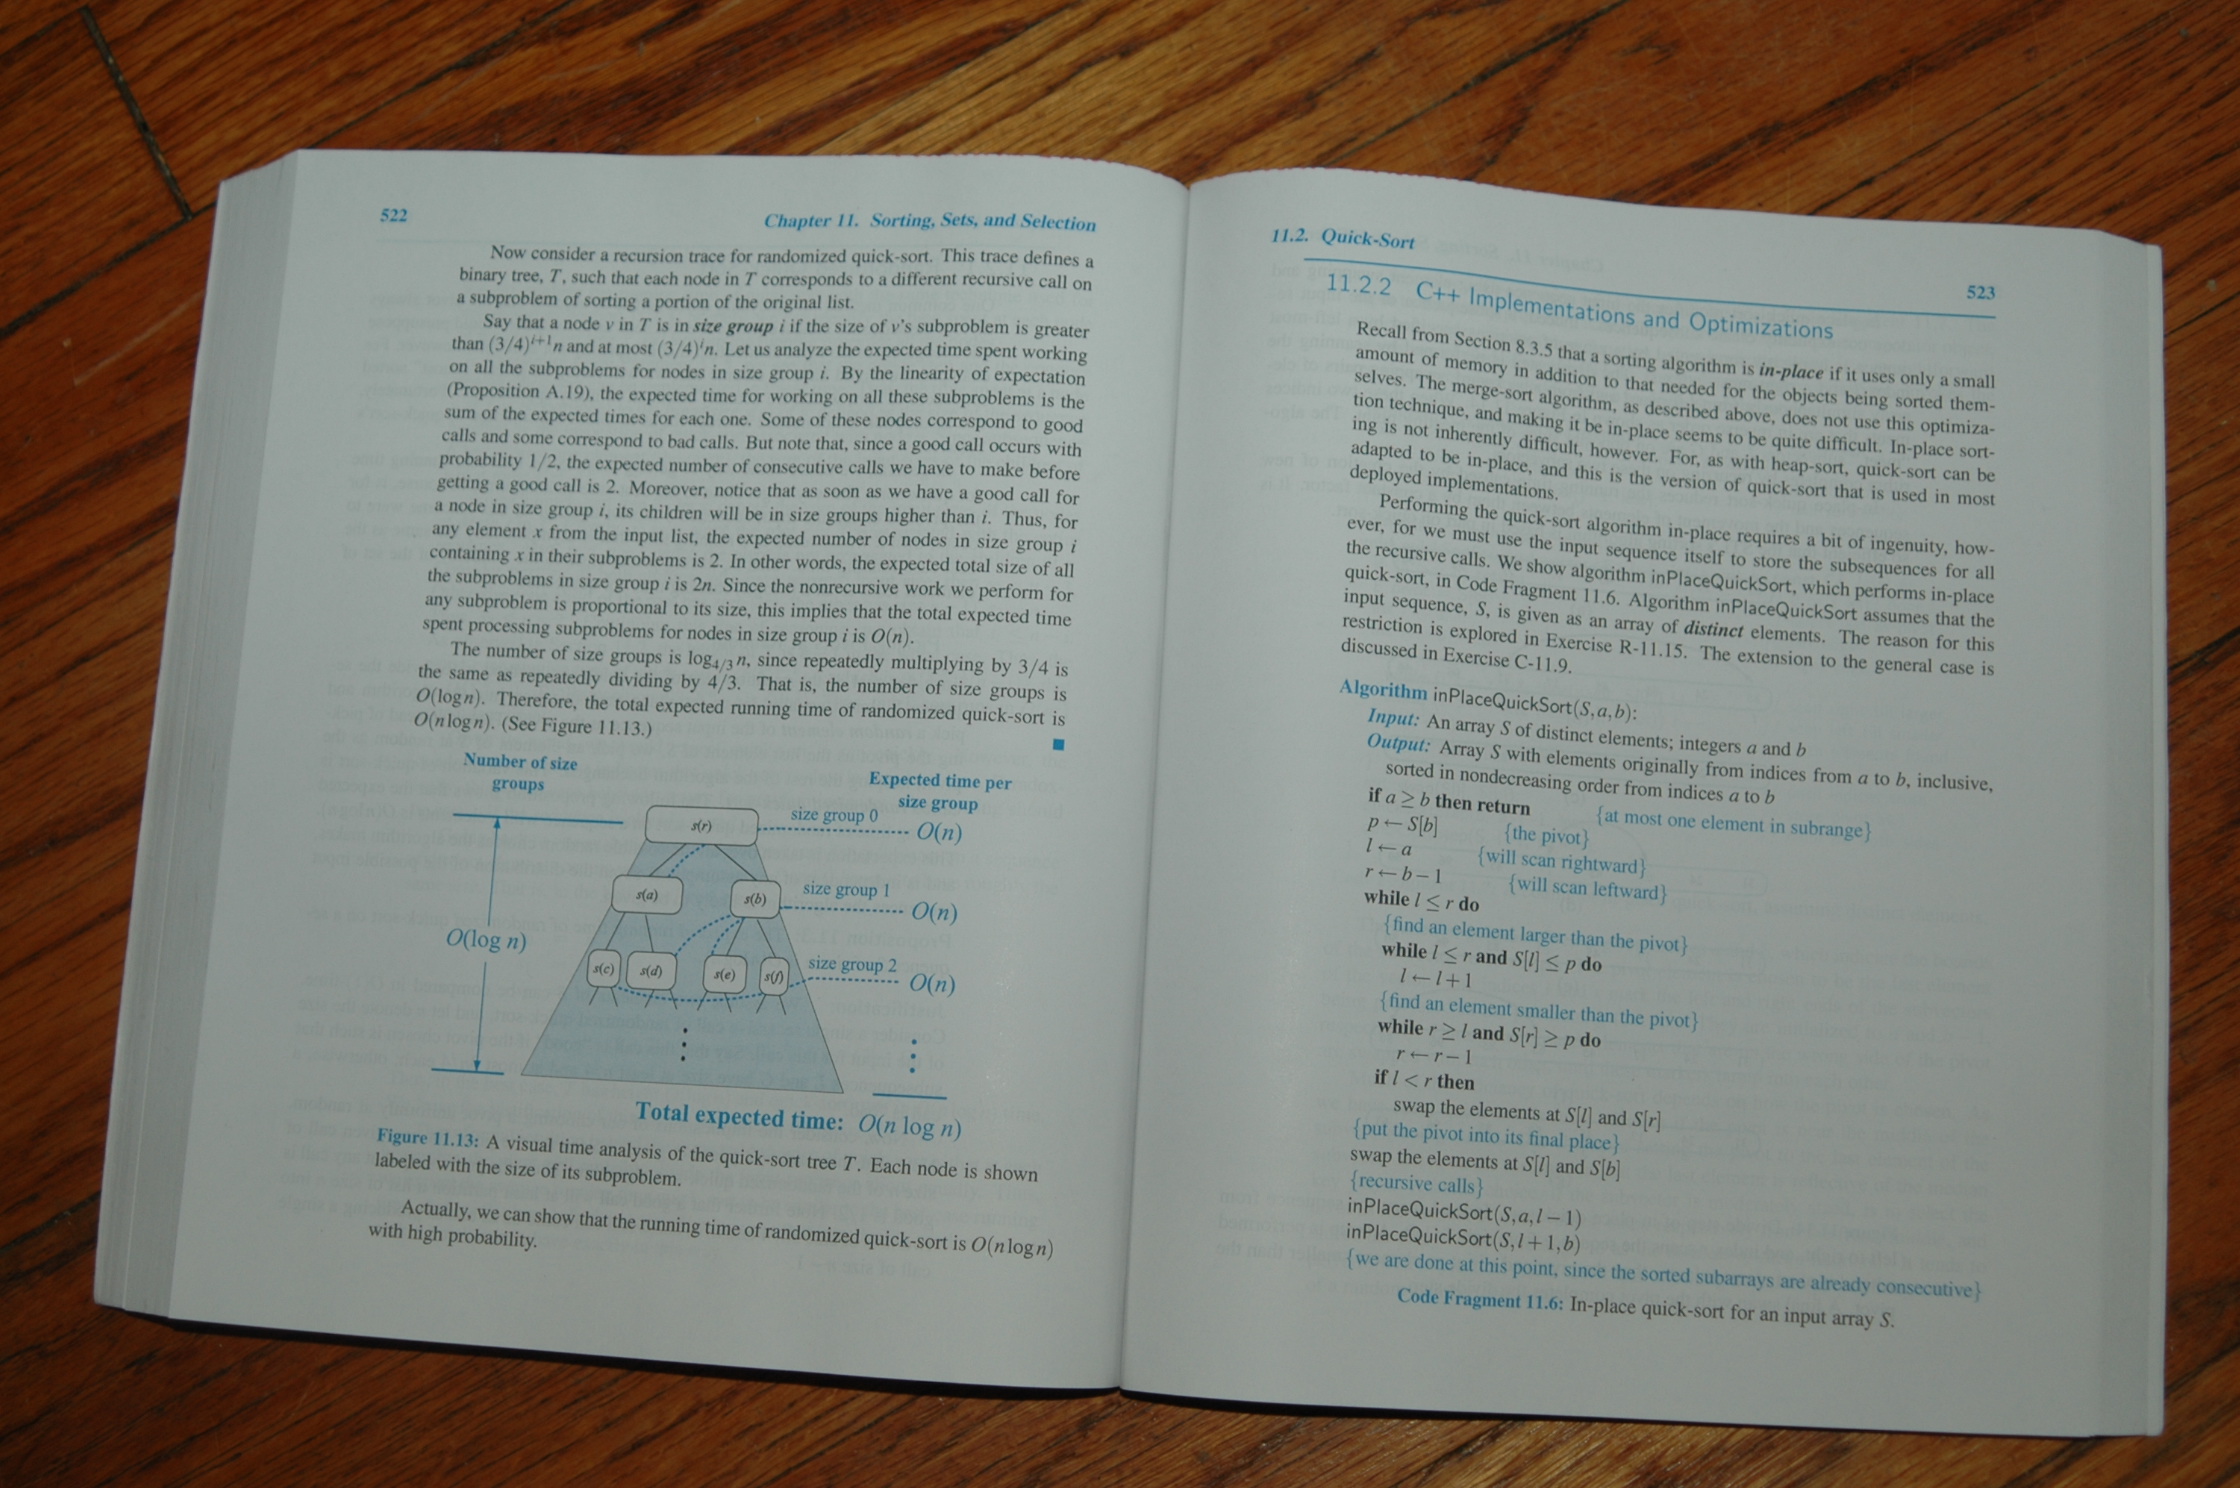 522
Chapter 11. Sorting, Sets, and Selection
Now consider a recursion trace for randomized quick-sort. This trace defines a
binary tree, T, such that each node in T corresponds to a different recursive call on
a subproblem of sorting a portion of the original list.
Say that a node v in T is in size group i if the size of v's subproblem is greater
than (3/4)^{i+1}n and at most (3/4)^i n. Let us analyze the expected time spent working
on all the subproblems for nodes in size group i. By the linearity of expectation
(Proposition A.19), the expected time for working on all these subproblems is the
sum of the expected times for each one. Some of these nodes correspond to good
calls and some correspond to bad calls. But note that, since a good call occurs with
probability 1/2, the expected number of consecutive calls we have to make before
getting a good call is 2. Moreover, notice that as soon as we have a good call for
a node in size group i, its children will be in size groups higher than i. Thus, for
any element x from the input list, the expected number of nodes in size group i
containing x in their subproblems is 2. In other words, the expected total size of all
the subproblems in size group i is 2n. Since the nonrecursive work we perform for
any subproblem is proportional to its size, this implies that the total expected time
spent processing subproblems for nodes in size group i is O(n).
The number of size groups is log_{4/3} n, since repeatedly multiplying by 3/4 is
the same as repeatedly dividing by 4/3. That is, the number of size groups is
O(log n). Therefore, the total expected running time of randomized quick-sort is
O(n log n). (See Figure 11.13.) ■
Number of size
groups
Expected time per
size group
s(r)
size group 0
O(n)
s(a)
s(b)
size group 1
O(n)
O(log n)
s(c)
s(d)
s(e)
s(f)
size group 2
O(n)
Total expected time: O(n log n)
Figure 11.13: A visual time analysis of the quick-sort tree T. Each node is shown
labeled with the size of its subproblem.
Actually, we can show that the running time of randomized quick-sort is O(n log n)
with high probability.
11.2. Quick-Sort
523
11.2.2 C++ Implementations and Optimizations
Recall from Section 8.3.5 that a sorting algorithm is in-place if it uses only a small
amount of memory in addition to that needed for the objects being sorted them-
selves. The merge-sort algorithm, as described above, does not use this optimiza-
tion technique, and making it be in-place seems to be quite difficult. In-place sort-
ing is not inherently difficult, however. For, as with heap-sort, quick-sort can be
adapted to be in-place, and this is the version of quick-sort that is used in most
deployed implementations.
Performing the quick-sort algorithm in-place requires a bit of ingenuity, how-
ever, for we must use the input sequence itself to store the subsequences for all
the recursive calls. We show algorithm inPlaceQuickSort, which performs in-place
quick-sort, in Code Fragment 11.6. Algorithm inPlaceQuickSort assumes that the
input sequence, S, is given as an array of distinct elements. The reason for this
restriction is explored in Exercise R-11.15. The extension to the general case is
discussed in Exercise C-11.9.
Algorithm inPlaceQuickSort(S, a, b):
Input: An array S of distinct elements; integers a and b
Output: Array S with elements originally from indices from a to b, inclusive,
sorted in nondecreasing order from indices a to b
if a ≥ b then return {at most one element in subrange}
p ← S[b] {the pivot}
l ← a {will scan rightward}
r ← b − 1 {will scan leftward}
while l ≤ r do
{find an element larger than the pivot}
while l ≤ r and S[l] ≤ p do
l ← l + 1
{find an element smaller than the pivot}
while r ≥ l and S[r] ≥ p do
r ← r − 1
if l < r then
swap the elements at S[l] and S[r]
{put the pivot into its final place}
swap the elements at S[l] and S[b]
{recursive calls}
inPlaceQuickSort(S, a, l − 1)
inPlaceQuickSort(S, l + 1, b)
{we are done at this point, since the sorted subarrays are already consecutive}
Code Fragment 11.6: In-place quick-sort for an input array S.